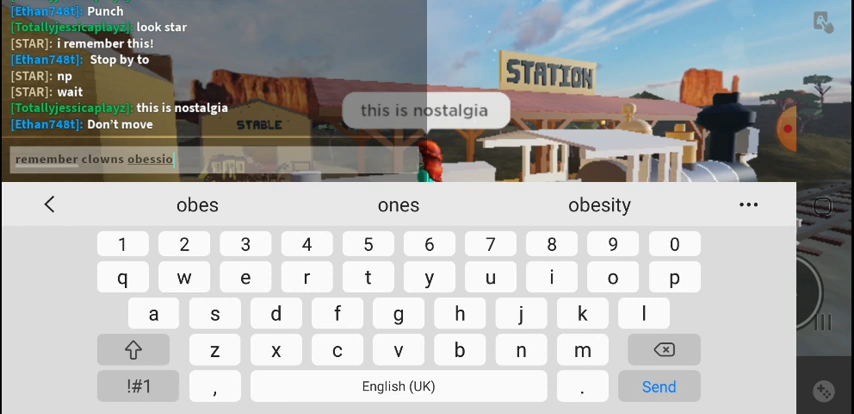 [Ethan748t]: Punch
[Totallyjessicaplayz]: look star
[STAR]: i remember this!
[Ethan748t]: Stop by to
[STAR]: np
[STAR]: wait
[Totallyjessicaplayz]: this is nostalgia
[Ethan748t]: Don't move
STATION
this is nostalgia
STABLE
remember clowns obessio
obes ones obesity
1 2 3 4 5 6 7 8 9 0
q w e r t y u i o p
a s d f g h j k l
z x c v b n m
!#1 , English (UK) . Send